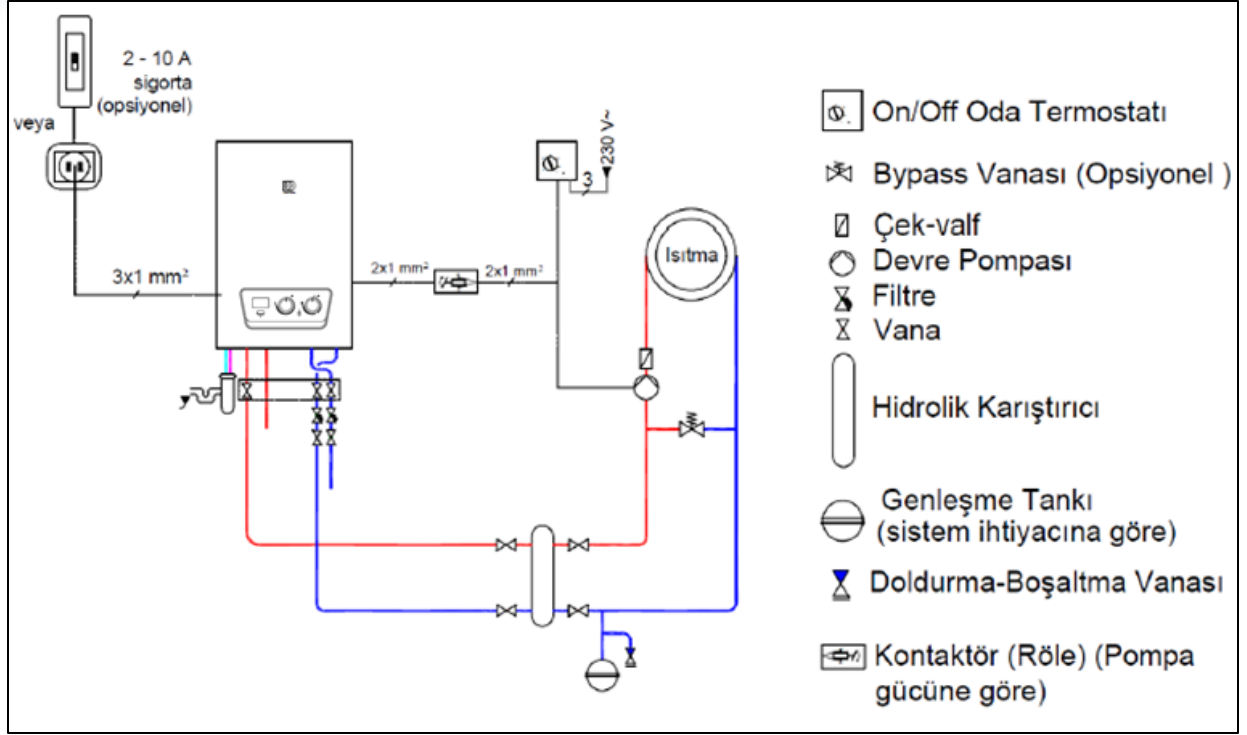 2 - 10 A
sigorta
(opsiyonel)
veya
3x1 mm²
2x1 mm²
2x1 mm²
3
230 V~
Isıtma
On/Off Oda Termostatı
Bypass Vanası (Opsiyonel )
Çek-valf
Devre Pompası
Filtre
Vana
Hidrolik Karıştırıcı
Genleşme Tankı
(sistem ihtiyacına göre)
Doldurma-Boşaltma Vanası
Kontaktör (Röle) (Pompa
gücüne göre)